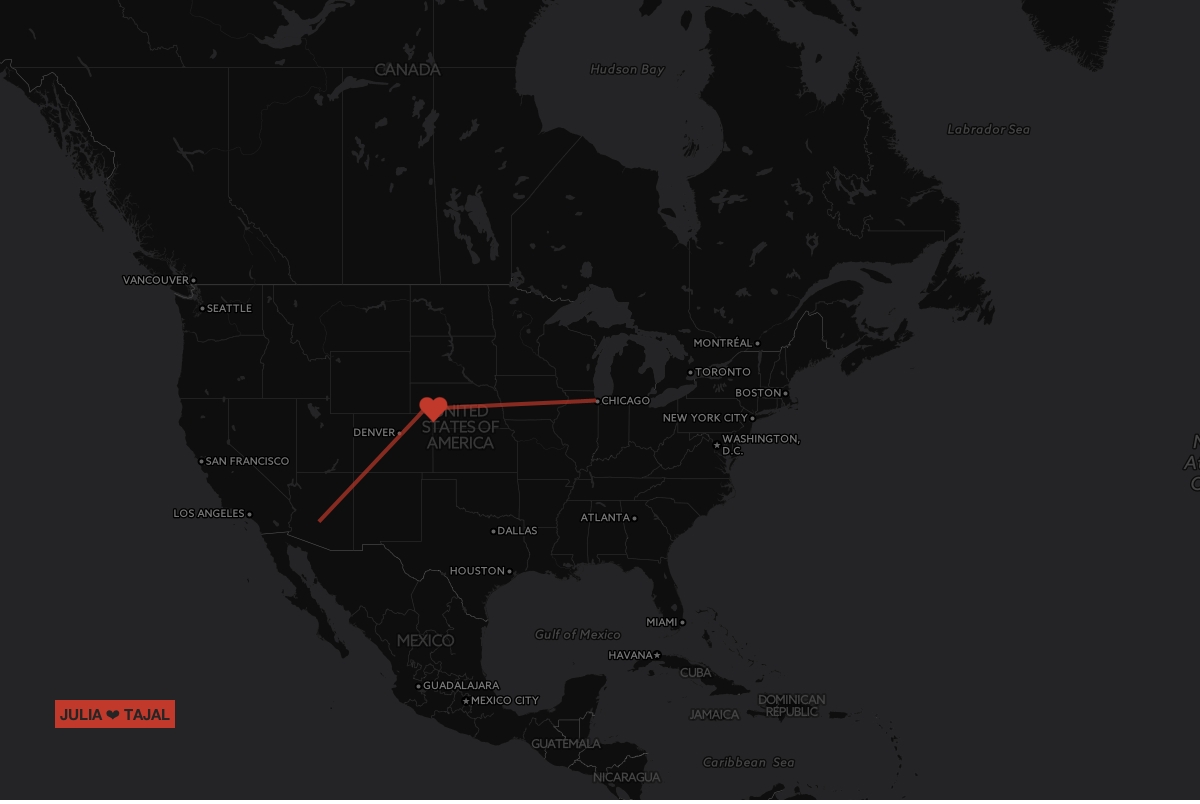 CANADA
Hudson Bay
Labrador Sea
VANCOUVER
SEATTLE
MONTRÉAL
TORONTO
BOSTON
CHICAGO
NEW YORK CITY
UNITED
STATES OF
AMERICA
DENVER
WASHINGTON,
D.C.
SAN FRANCISCO
LOS ANGELES
ATLANTA
DALLAS
HOUSTON
MIAMI
Gulf of Mexico
MEXICO
HAVANA
CUBA
GUADALAJARA
MEXICO CITY
DOMINICAN
REPUBLIC
JAMAICA
JULIA ❤ TAJAL
GUATEMALA
Caribbean Sea
NICARAGUA